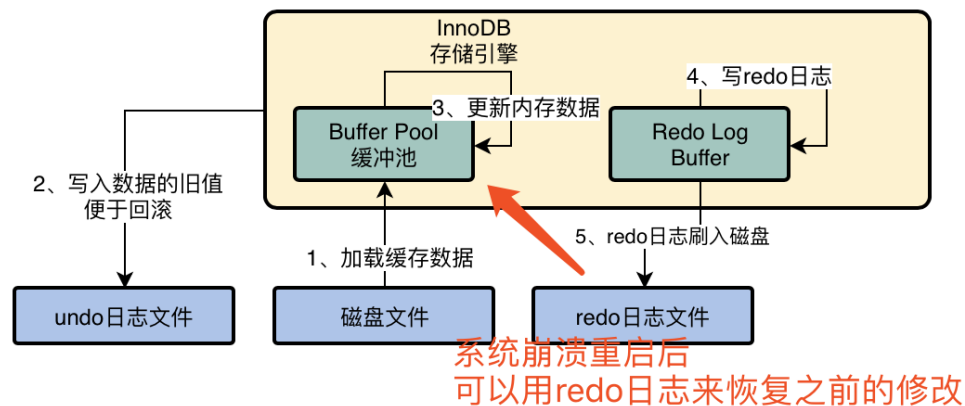 InnoDB
存储引擎
4、写redo日志
3、更新内存数据
Buffer Pool
缓冲池
Redo Log
Buffer
2、写入数据的旧值
便于回滚
5、redo日志刷入磁盘
1、加载缓存数据
undo日志文件
磁盘文件
redo日志文件
系统崩溃重启后
可以用redo日志来恢复之前的修改